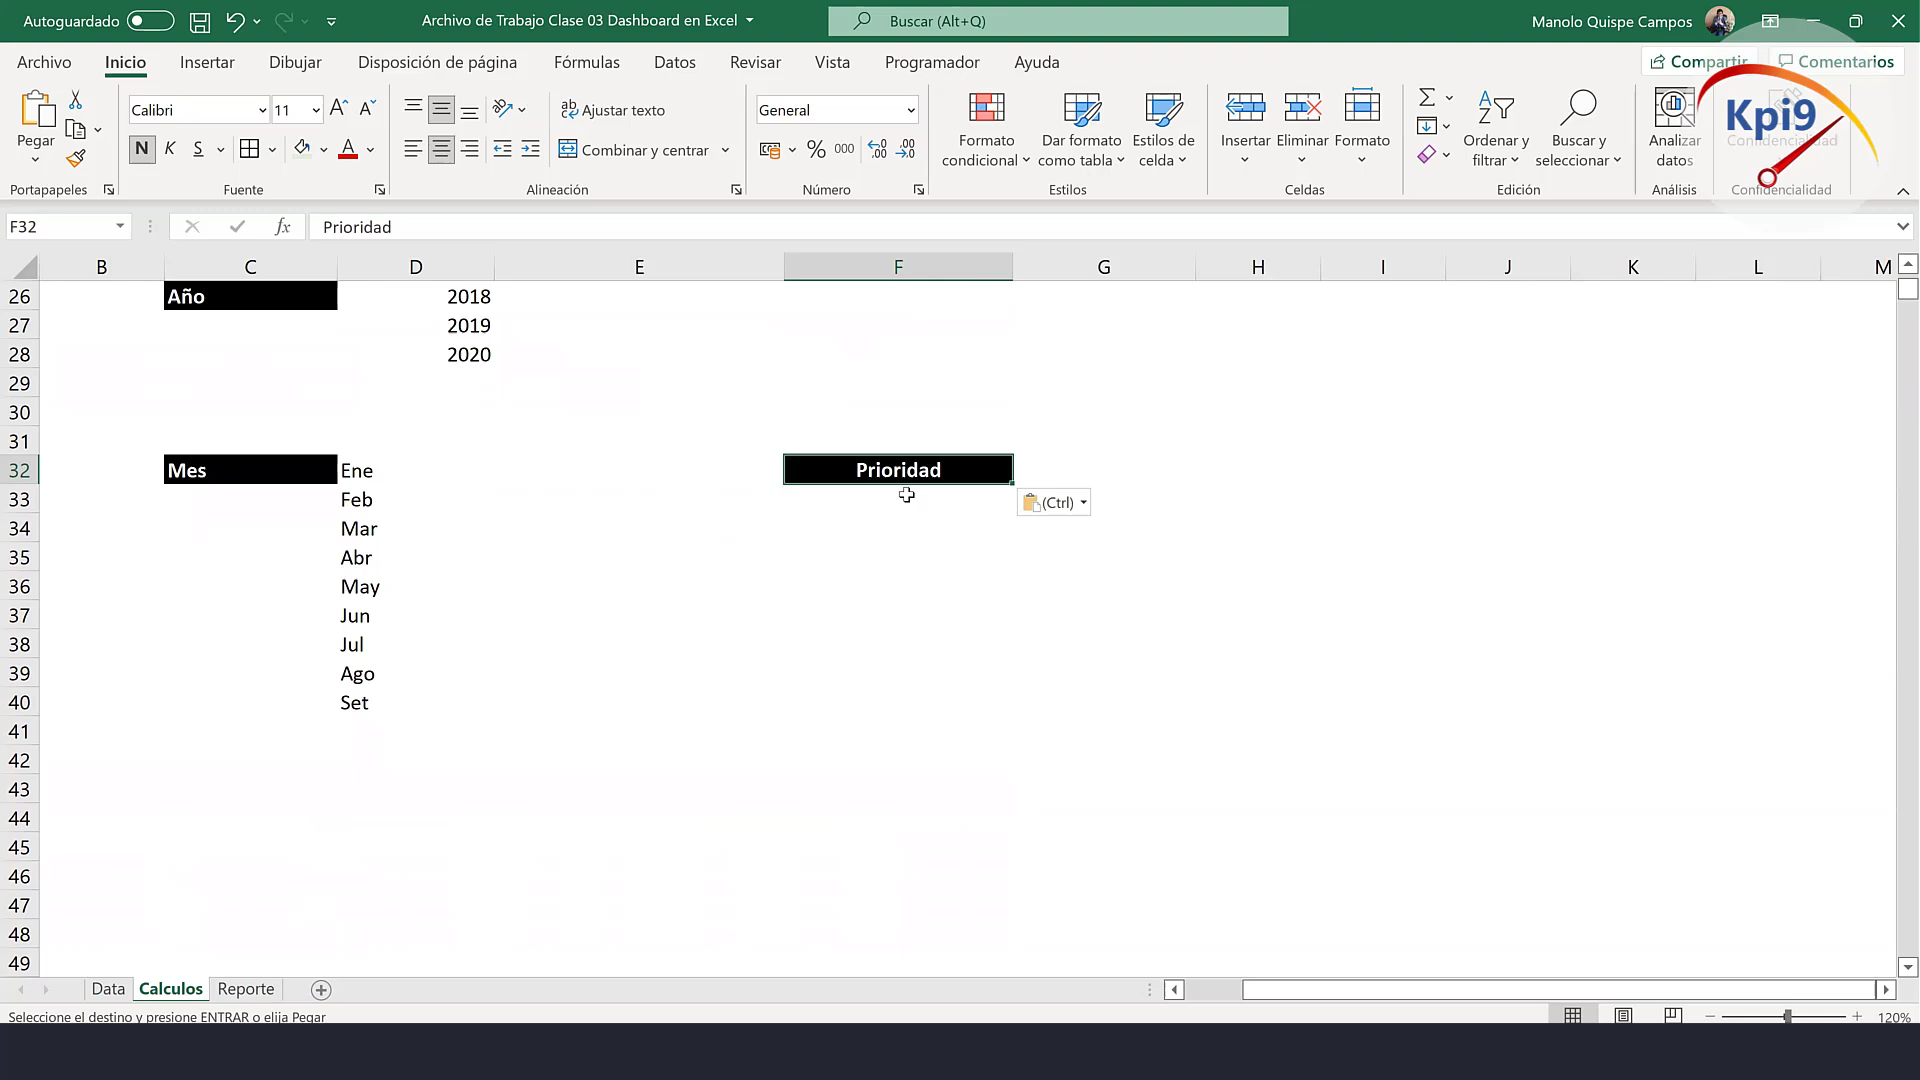 Autoguardado
Archivo de Trabajo Clase 03 Dashboard en Excel
Buscar (Alt+Q)
Manolo Quispe Campos
Archivo Inicio Insertar Dibujar Disposición de página Fórmulas Datos Revisar Vista Programador Ayuda
Compartir Comentarios
Pegar
Portapapeles
Calibri 11
N K S
Fuente
Ajustar texto
Combinar y centrar
Alineación
General
% 000
Número
Formato condicional
Dar formato como tabla
Estilos de celda
Estilos
Insertar Eliminar Formato
Celdas
Ordenar y filtrar
Buscar y seleccionar
Edición
Analizar datos
Análisis
Confidencialidad
Confidencialidad
Kpi9
F32 fx Prioridad
B C D E F G H I J K L M
26 Año 2018
27 2019
28 2020
29
30
31
32 Mes Ene Prioridad
33 Feb (Ctrl)
34 Mar
35 Abr
36 May
37 Jun
38 Jul
39 Ago
40 Set
41
42
43
44
45
46
47
48
49
Data Calculos Reporte
Seleccione el destino y presione ENTRAR o elija Pegar
120%